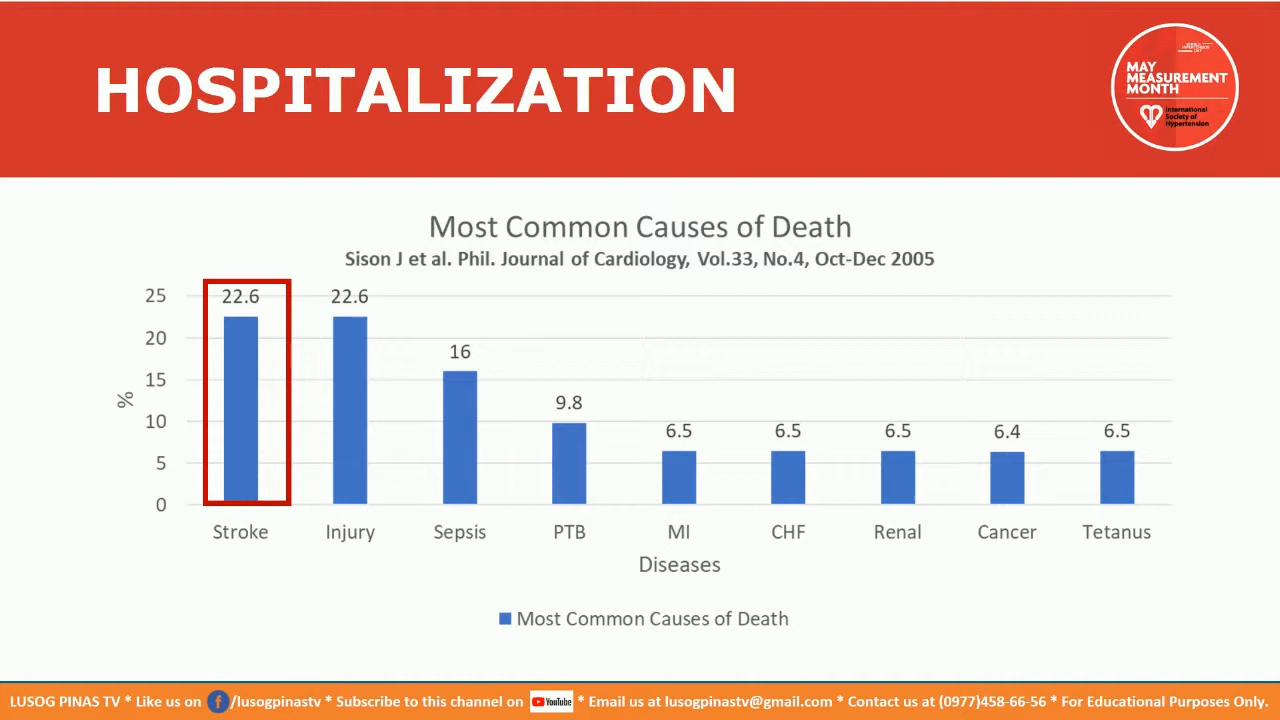 HOSPITALIZATION
MAY
MEASUREMENT
MONTH
International
Society of
Hypertension
Most Common Causes of Death
Sison J et al. Phil. Journal of Cardiology, Vol.33, No.4, Oct-Dec 2005
%
25
20
15
10
5
0
22.6
22.6
16
9.8
6.5
6.5
6.5
6.4
6.5
Stroke
Injury
Sepsis
PTB
MI
CHF
Renal
Cancer
Tetanus
Diseases
Most Common Causes of Death
LUSOG PINAS TV * Like us on f /lusogpinastv * Subscribe to this channel on YouTube * Email us at lusogpinastv@gmail.com * Contact us at (0977)458-66-56 * For Educational Purposes Only.